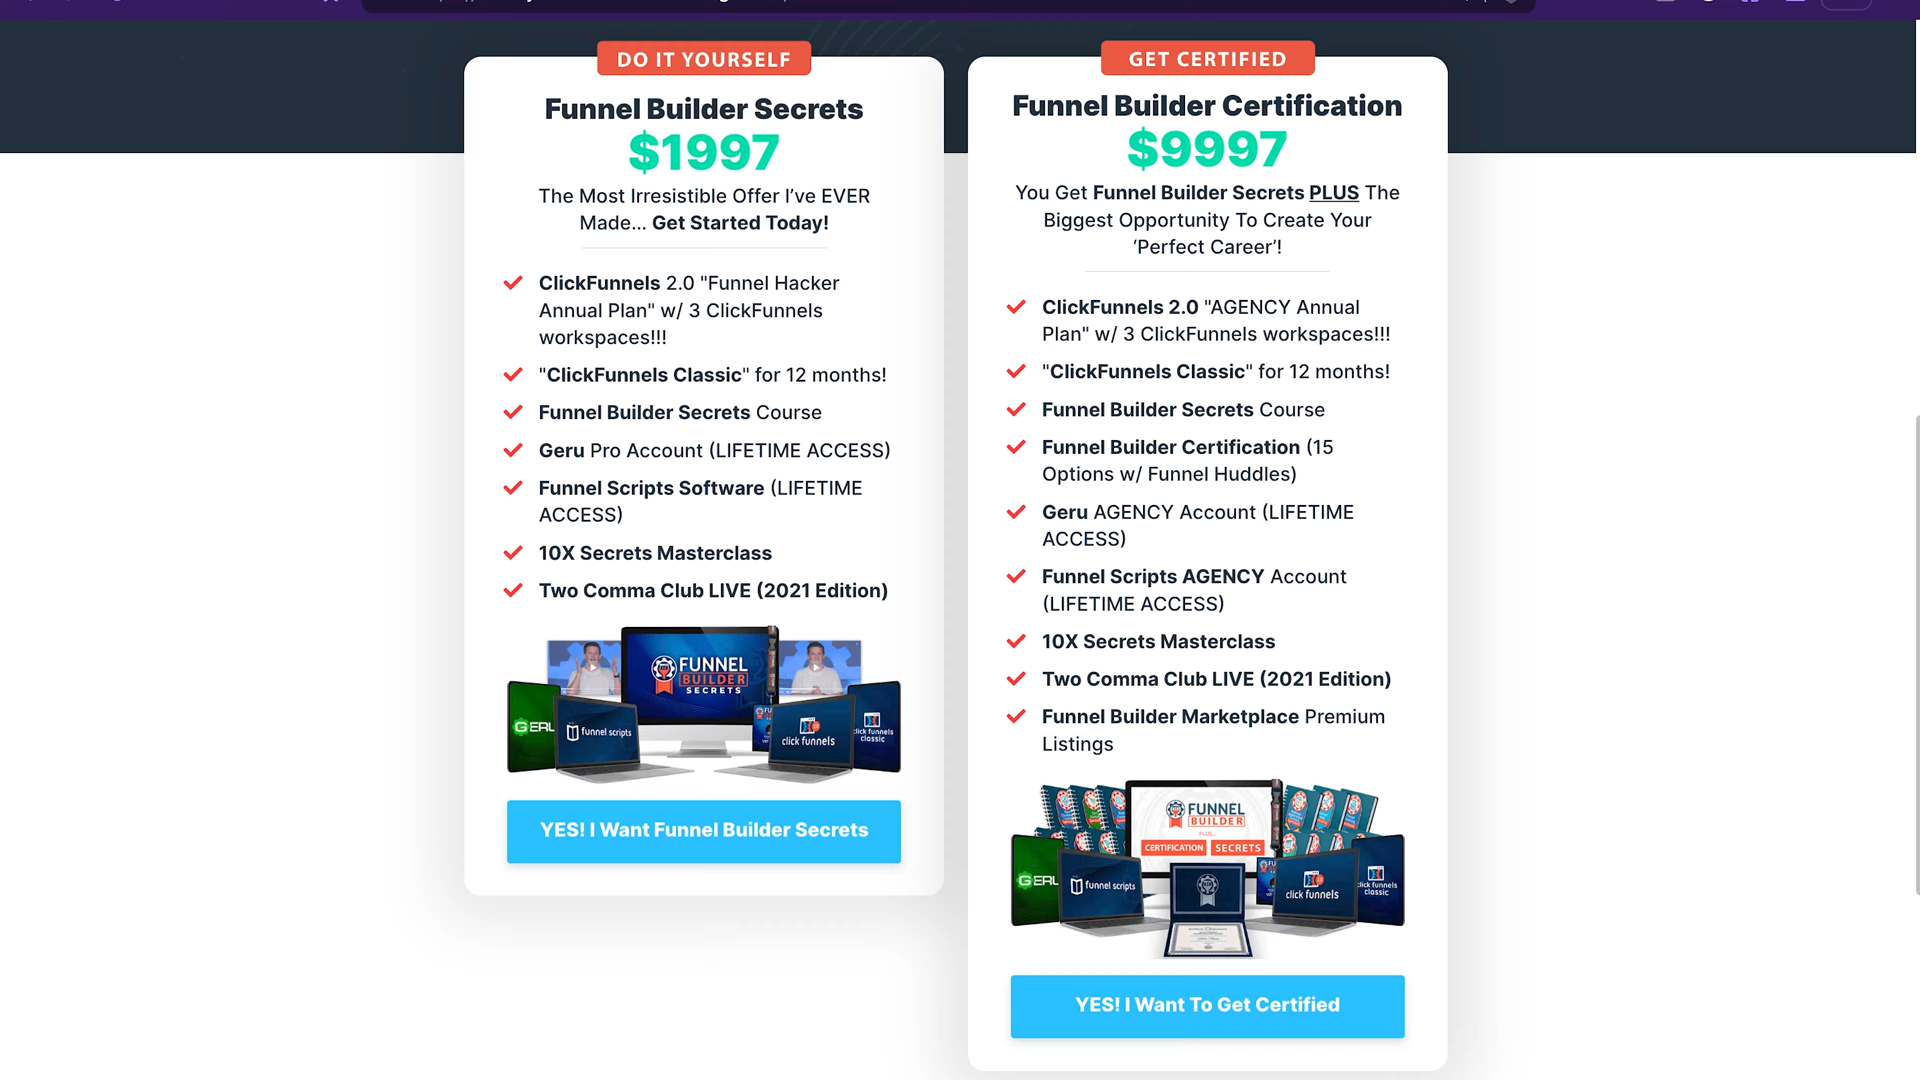 DO IT YOURSELF
Funnel Builder Secrets
$1997
The Most Irresistible Offer I’ve EVER
Made... Get Started Today!
ClickFunnels 2.0 "Funnel Hacker
Annual Plan" w/ 3 ClickFunnels
workspaces!!!
"ClickFunnels Classic" for 12 months!
Funnel Builder Secrets Course
Geru Pro Account (LIFETIME ACCESS)
Funnel Scripts Software (LIFETIME
ACCESS)
10X Secrets Masterclass
Two Comma Club LIVE (2021 Edition)
FUNNEL
BUILDER
SECRETS
GERU
funnel scripts
click funnels
click funnels
classic
YES! I Want Funnel Builder Secrets
GET CERTIFIED
Funnel Builder Certification
$9997
You Get Funnel Builder Secrets PLUS The
Biggest Opportunity To Create Your
‘Perfect Career’!
ClickFunnels 2.0 "AGENCY Annual
Plan" w/ 3 ClickFunnels workspaces!!!
"ClickFunnels Classic" for 12 months!
Funnel Builder Secrets Course
Funnel Builder Certification (15
Options w/ Funnel Huddles)
Geru AGENCY Account (LIFETIME
ACCESS)
Funnel Scripts AGENCY Account
(LIFETIME ACCESS)
10X Secrets Masterclass
Two Comma Club LIVE (2021 Edition)
Funnel Builder Marketplace Premium
Listings
FUNNEL
BUILDER
PLUS...
CERTIFICATION SECRETS
GERU
funnel scripts
click funnels
click funnels
classic
YES! I Want To Get Certified